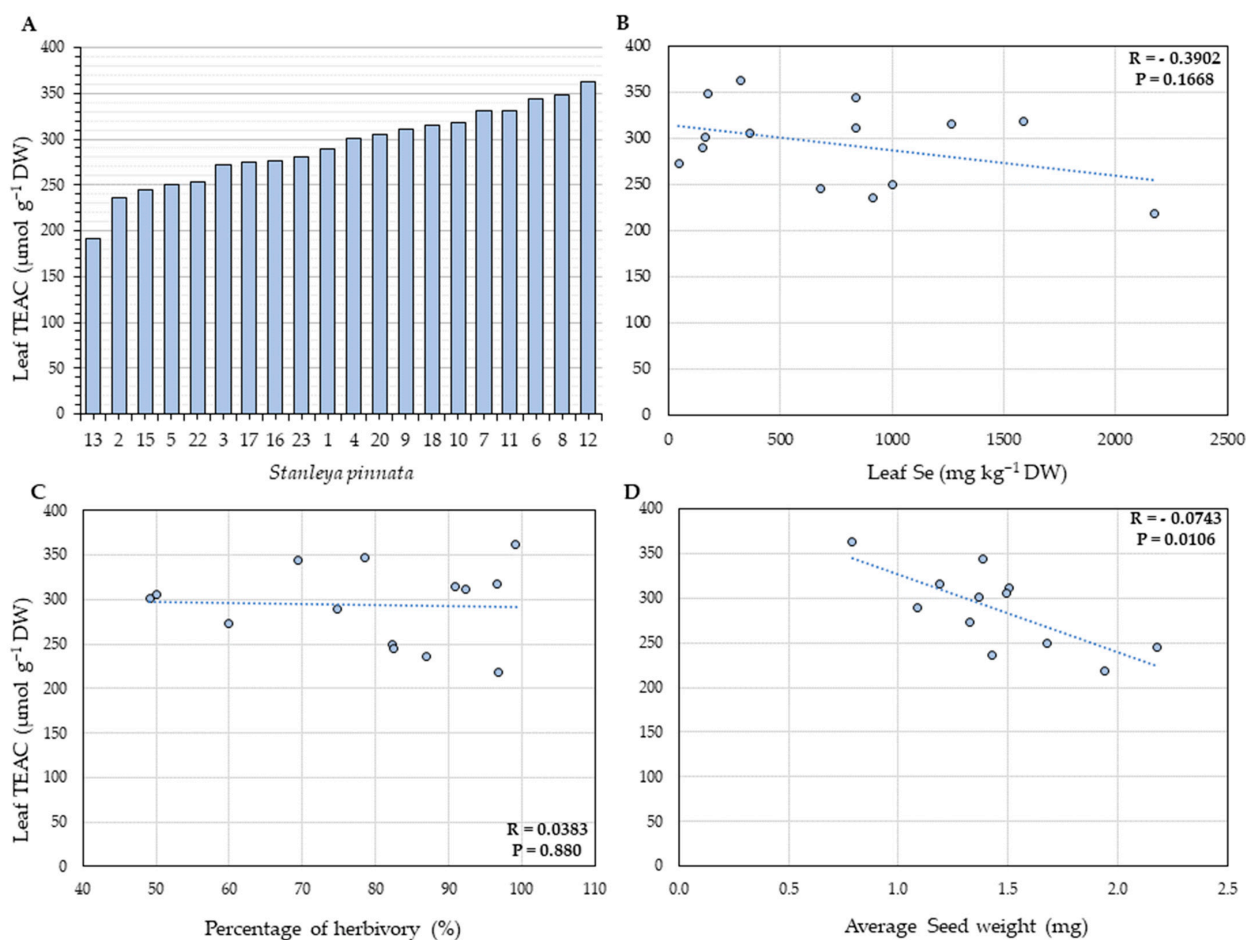 A
Leaf TEAC (μmol g⁻¹ DW)
400
350
300
250
200
150
100
50
0
13 2 15 5 22 3 17 16 23 1 4 20 9 18 10 7 11 6 8 12
Stanleya pinnata
B
R = - 0.3902
P = 0.1668
400
350
300
250
200
150
100
50
0
0 500 1000 1500 2000 2500
Leaf Se (mg kg⁻¹ DW)
C
Leaf TEAC (μmol g⁻¹ DW)
400
350
300
250
200
150
100
50
0
R = 0.0383
P = 0.880
40 50 60 70 80 90 100 110
Percentage of herbivory (%)
D
R = - 0.0743
P = 0.0106
400
350
300
250
200
150
100
50
0
0.0 0.5 1.0 1.5 2.0 2.5
Average Seed weight (mg)